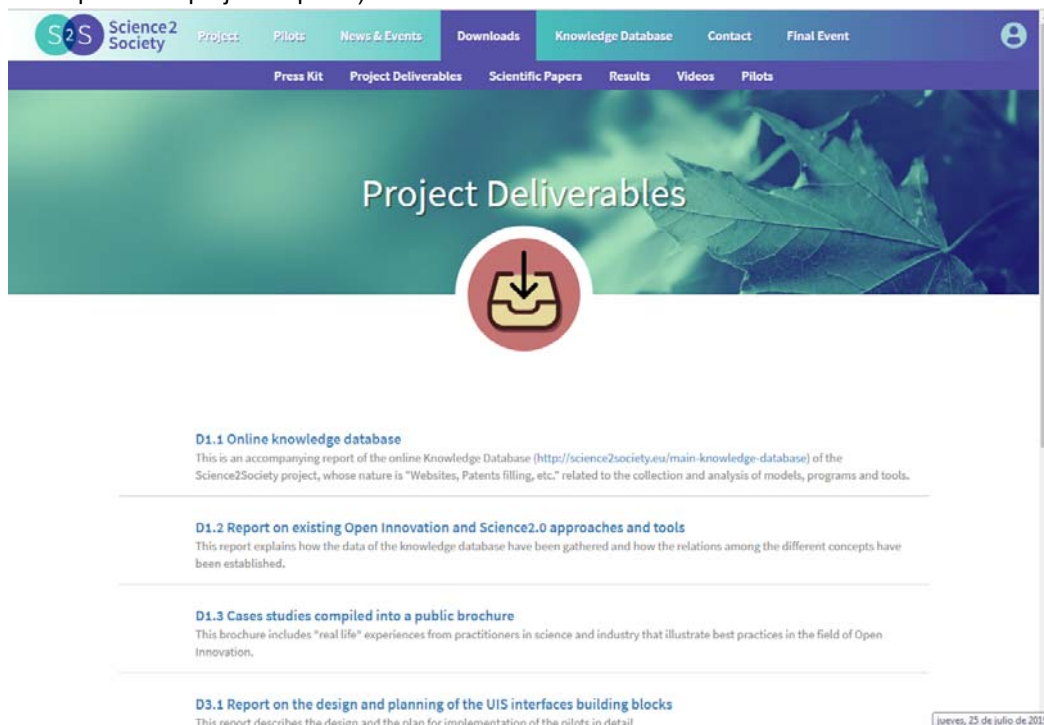 S2S Science2 Society
Project Pilots News & Events Downloads Knowledge Database Contact Final Event
Press Kit Project Deliverables Scientific Papers Results Videos Pilots
Project Deliverables
D1.1 Online knowledge database
This is an accompanying report of the online Knowledge Database (http://science2society.eu/main-knowledge-database) of the
Science2Society project, whose nature is "Websites, Patents filling, etc." related to the collection and analysis of models, programs and tools.
D1.2 Report on existing Open Innovation and Science2.0 approaches and tools
This report explains how the data of the knowledge database have been gathered and how the relations among the different concepts have
been established.
D1.3 Cases studies compiled into a public brochure
This brochure includes "real life" experiences from practitioners in science and industry that illustrate best practices in the field of Open
Innovation.
D3.1 Report on the design and planning of the UIS interfaces building blocks
This report describes the design and the plan for implementation of the pilots in detail
jueves, 25 de julio de 201